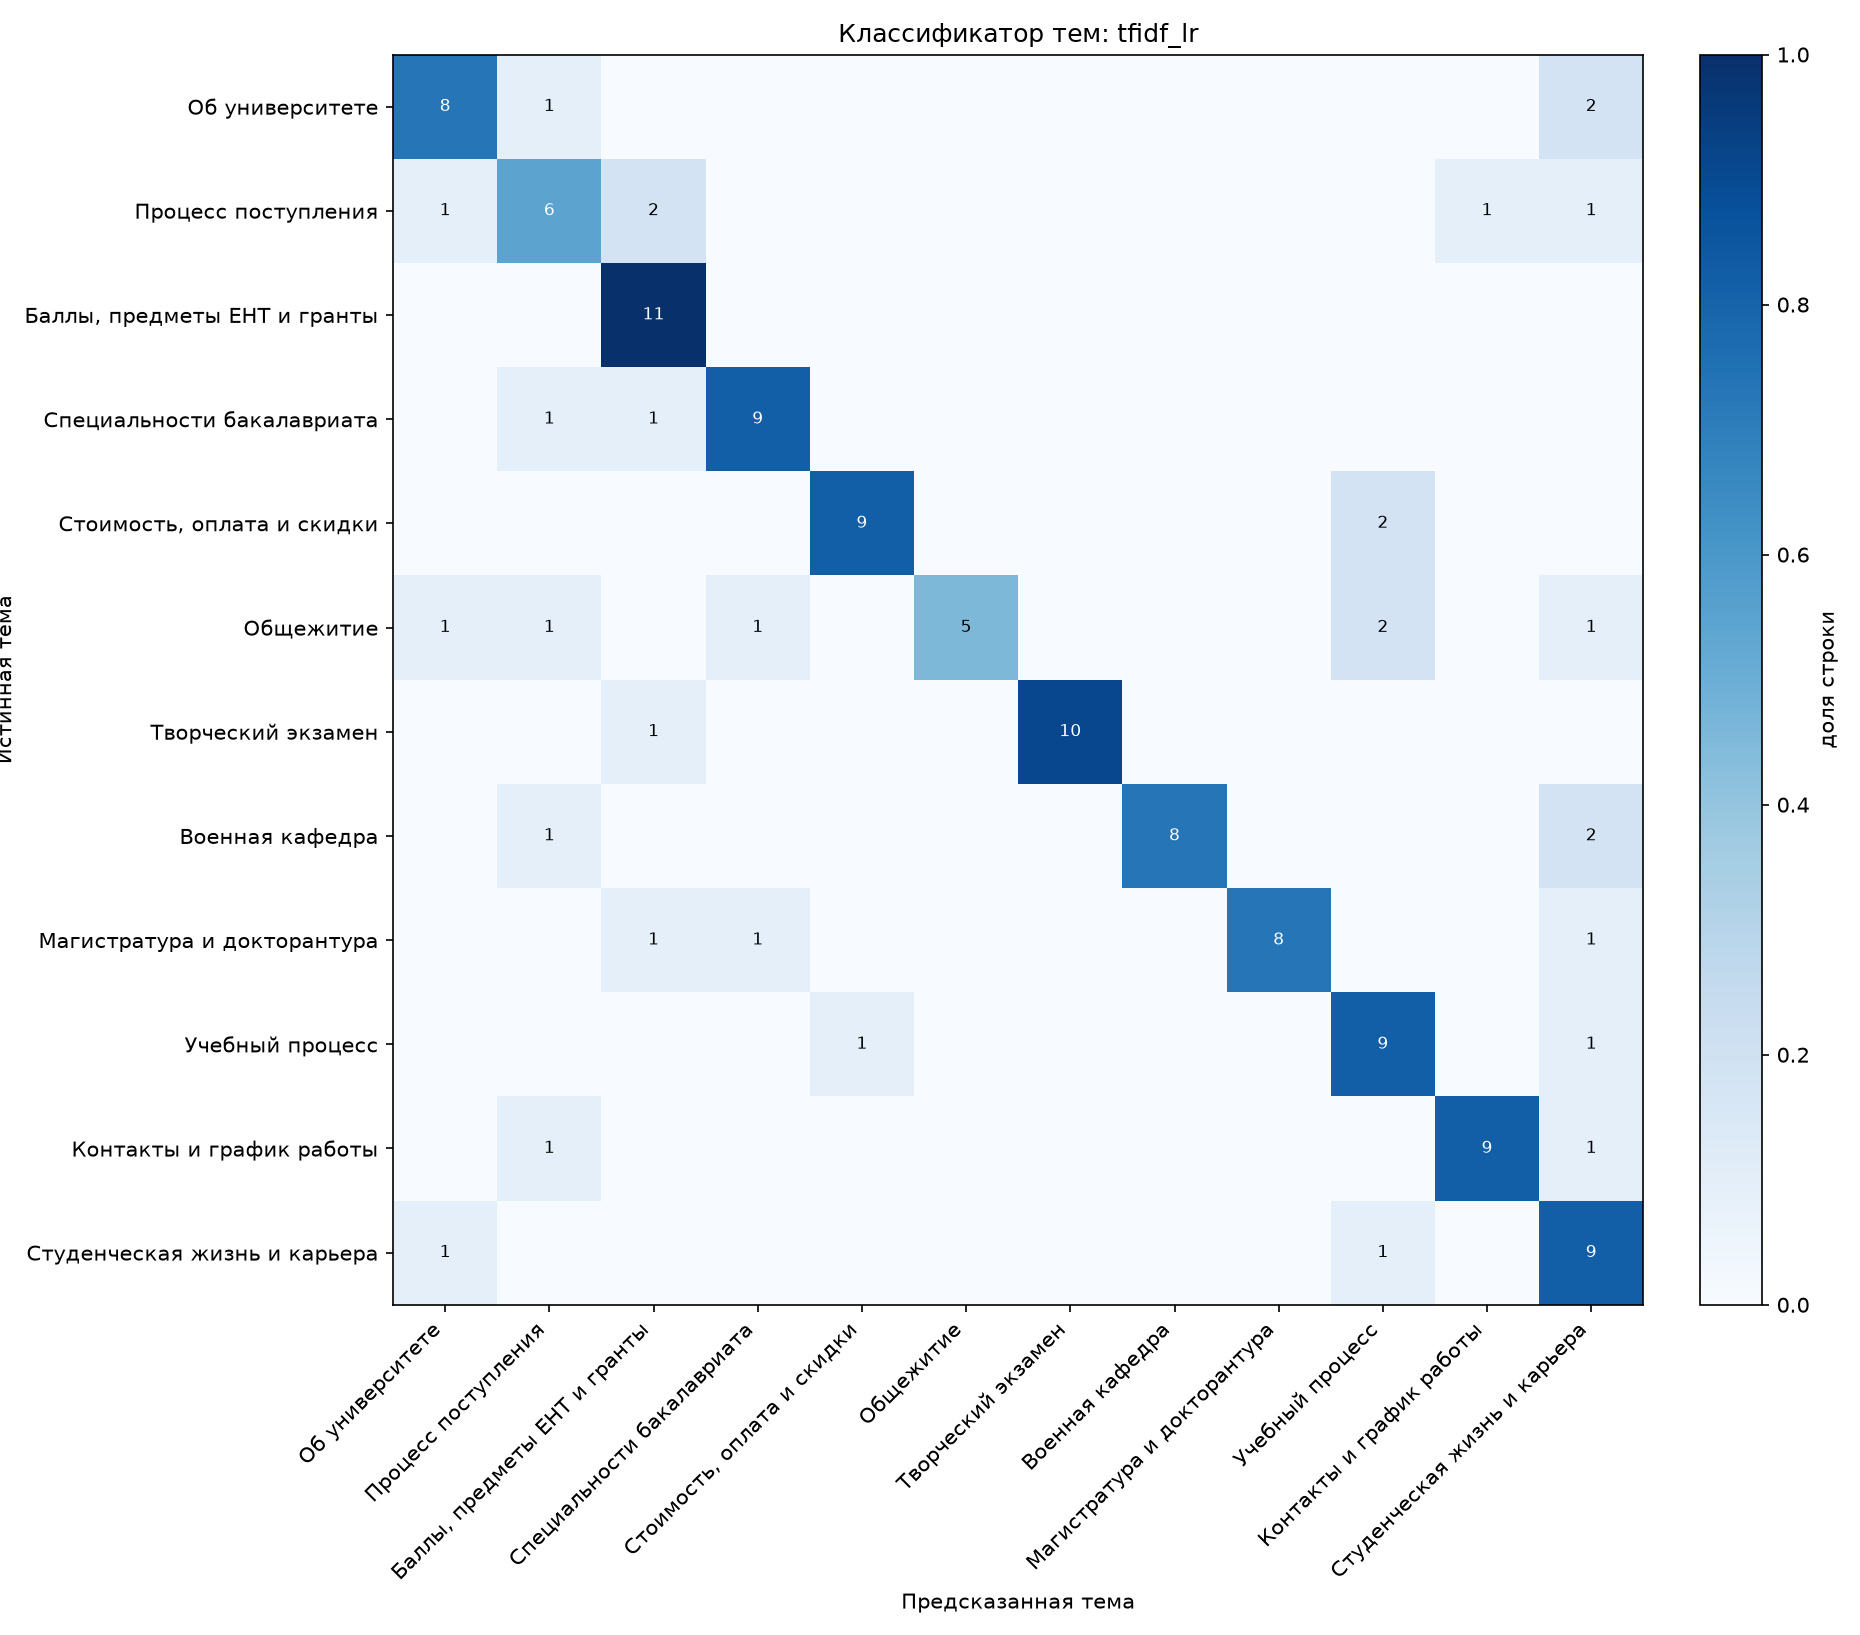 Классификатор тем: tfidf_lr
Об университете 8 1 2
Процесс поступления 1 6 2 1 1
Баллы, предметы ЕНТ и гранты 11
Специальности бакалавриата 1 1 9
Стоимость, оплата и скидки 9 2
Общежитие 1 1 1 5 2 1
Творческий экзамен 1 10
Военная кафедра 1 8 2
Магистратура и докторантура 1 1 8 1
Учебный процесс 1 9 1
Контакты и график работы 1 9 1
Студенческая жизнь и карьера 1 1 9
Истинная тема
Об университете
Процесс поступления
Баллы, предметы ЕНТ и гранты
Специальности бакалавриата
Стоимость, оплата и скидки
Общежитие
Творческий экзамен
Военная кафедра
Магистратура и докторантура
Учебный процесс
Контакты и график работы
Студенческая жизнь и карьера
Предсказанная тема
1.0
0.8
0.6
0.4
0.2
0.0
доля строки